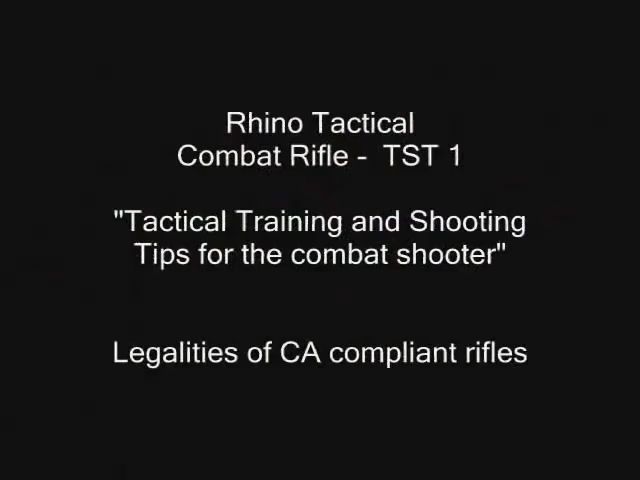 Rhino Tactical
Combat Rifle -  TST 1
"Tactical Training and Shooting
Tips for the combat shooter"
Legalities of CA compliant rifles